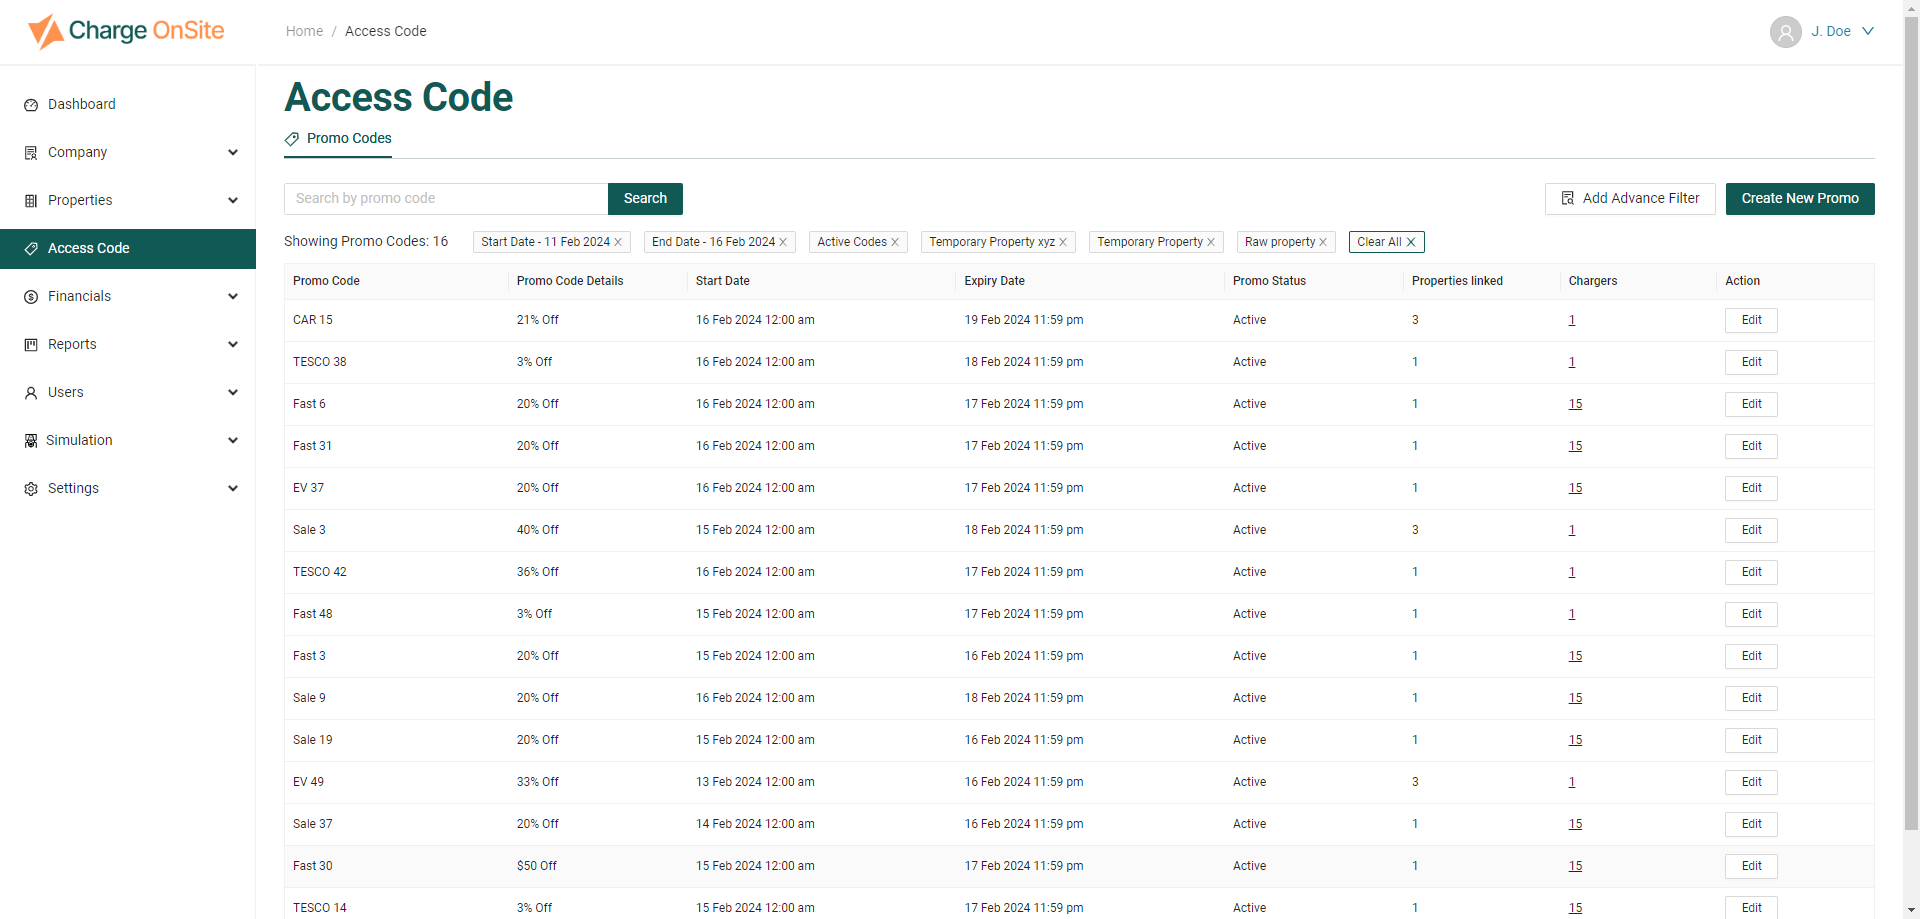 Charge OnSite
Home / Access Code
J. Doe
Dashboard
Company
Properties
Access Code
Financials
Reports
Users
Simulation
Settings
Access Code
Promo Codes
Search by promo code
Search
Add Advance Filter
Create New Promo
Showing Promo Codes: 16
Start Date - 11 Feb 2024
End Date - 16 Feb 2024
Active Codes
Temporary Property xyz
Temporary Property
Raw property
Clear All
Promo Code Promo Code Details Start Date Expiry Date Promo Status Properties linked Chargers Action
CAR 15 21% Off 16 Feb 2024 12:00 am 19 Feb 2024 11:59 pm Active 3 1 Edit
TESCO 38 3% Off 16 Feb 2024 12:00 am 18 Feb 2024 11:59 pm Active 1 1 Edit
Fast 6 20% Off 16 Feb 2024 12:00 am 17 Feb 2024 11:59 pm Active 1 15 Edit
Fast 31 20% Off 16 Feb 2024 12:00 am 17 Feb 2024 11:59 pm Active 1 15 Edit
EV 37 20% Off 16 Feb 2024 12:00 am 17 Feb 2024 11:59 pm Active 1 15 Edit
Sale 3 40% Off 15 Feb 2024 12:00 am 18 Feb 2024 11:59 pm Active 3 1 Edit
TESCO 42 36% Off 16 Feb 2024 12:00 am 17 Feb 2024 11:59 pm Active 1 1 Edit
Fast 48 3% Off 15 Feb 2024 12:00 am 17 Feb 2024 11:59 pm Active 1 1 Edit
Fast 3 20% Off 15 Feb 2024 12:00 am 16 Feb 2024 11:59 pm Active 1 15 Edit
Sale 9 20% Off 16 Feb 2024 12:00 am 18 Feb 2024 11:59 pm Active 1 15 Edit
Sale 19 20% Off 15 Feb 2024 12:00 am 16 Feb 2024 11:59 pm Active 1 15 Edit
EV 49 33% Off 13 Feb 2024 12:00 am 16 Feb 2024 11:59 pm Active 3 1 Edit
Sale 37 20% Off 14 Feb 2024 12:00 am 16 Feb 2024 11:59 pm Active 1 15 Edit
Fast 30 $50 Off 15 Feb 2024 12:00 am 17 Feb 2024 11:59 pm Active 1 15 Edit
TESCO 14 3% Off 15 Feb 2024 12:00 am 17 Feb 2024 11:59 pm Active 1 15 Edit